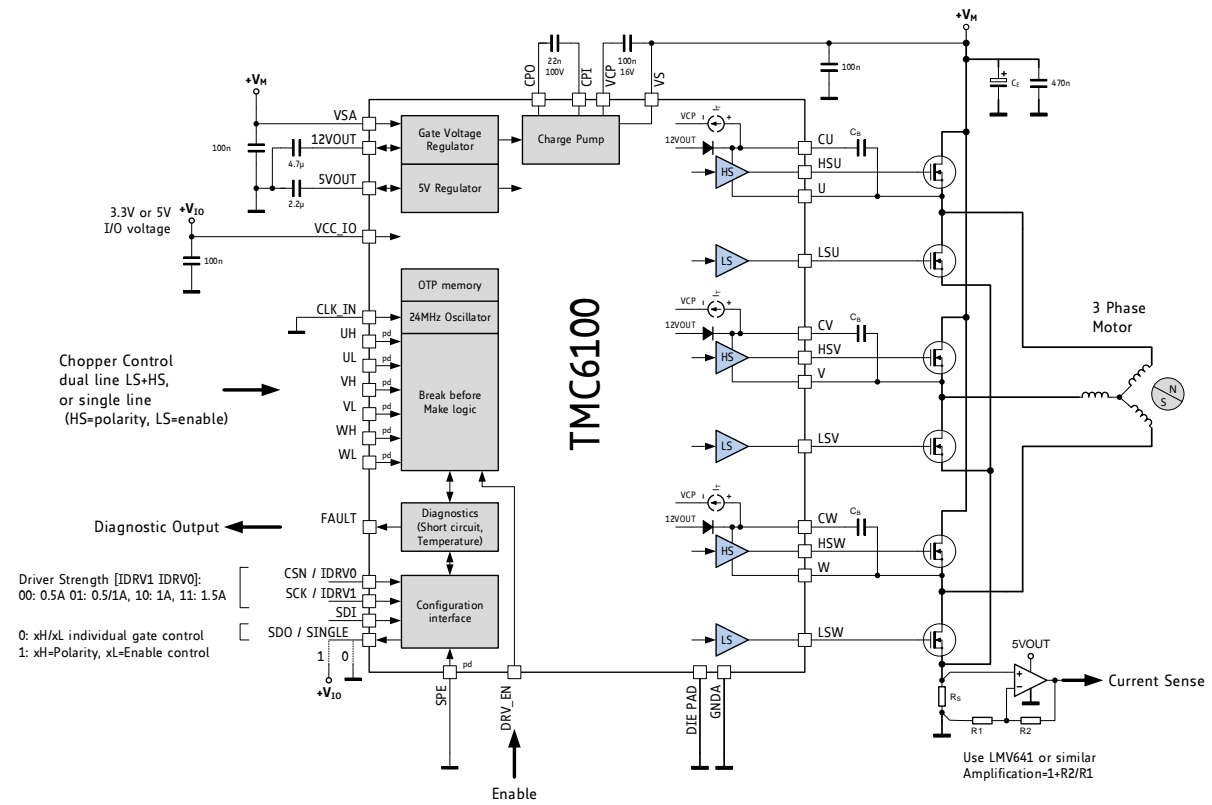 +VM
22n
100V
100n
16V
CPO
CPI
VCP
VS
100n
CE
470n
+VM
VSA
12VOUT
100n
4.7µ
5VOUT
2.2µ
Gate Voltage
Regulator
5V Regulator
Charge Pump
3.3V or 5V
I/O voltage
+VIO
VCC_IO
100n
OTP memory
24MHz Oscillator
Break before
Make logic
CLK_IN
UH
pd
UL
pd
VH
pd
VL
pd
WH
pd
WL
pd
Chopper Control
dual line LS+HS,
or single line
(HS=polarity, LS=enable)
Diagnostic Output
FAULT
Diagnostics
(Short circuit,
Temperature)
Driver Strength [IDRV1 IDRV0]:
00: 0.5A 01: 0.5/1A, 10: 1A, 11: 1.5A
0: xH/xL individual gate control
1: xH=Polarity, xL=Enable control
CSN / IDRV0
SCK / IDRV1
SDI
SDO / SINGLE
Configuration
interface
1
0
+VIO
pd
SPE
DRV_EN
Enable
DIE PAD
GNDA
TMC6100
VCP
+
12VOUT
HS
CU
CB
HSU
U
LS
LSU
VCP
+
12VOUT
HS
CV
CB
HSV
V
LS
LSV
VCP
+
12VOUT
HS
CW
CB
HSW
W
LS
LSW
3 Phase
Motor
N
S
5VOUT
+
−
RS
R1
R2
Current Sense
Use LMV641 or similar
Amplification=1+R2/R1